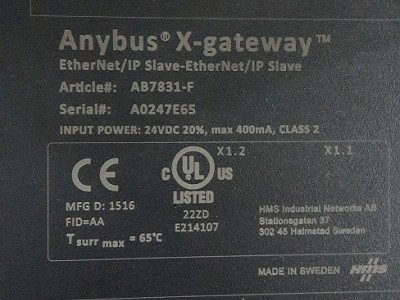 Anybus® X-gateway™
EtherNet/IP Slave-EtherNet/IP Slave
Article#: AB7831-F
Serial#: A0247E65
INPUT POWER: 24VDC 20%, max 400mA, CLASS 2
CE
C UL US
X1.2
X1.1
LISTED
22ZD
E214107
MFG D: 1516
FID=AA
Tsurr max = 65°C
HMS Industrial Networks AB
Stationsgatan 37
302 45 Halmstad Sweden
MADE IN SWEDEN
HMS